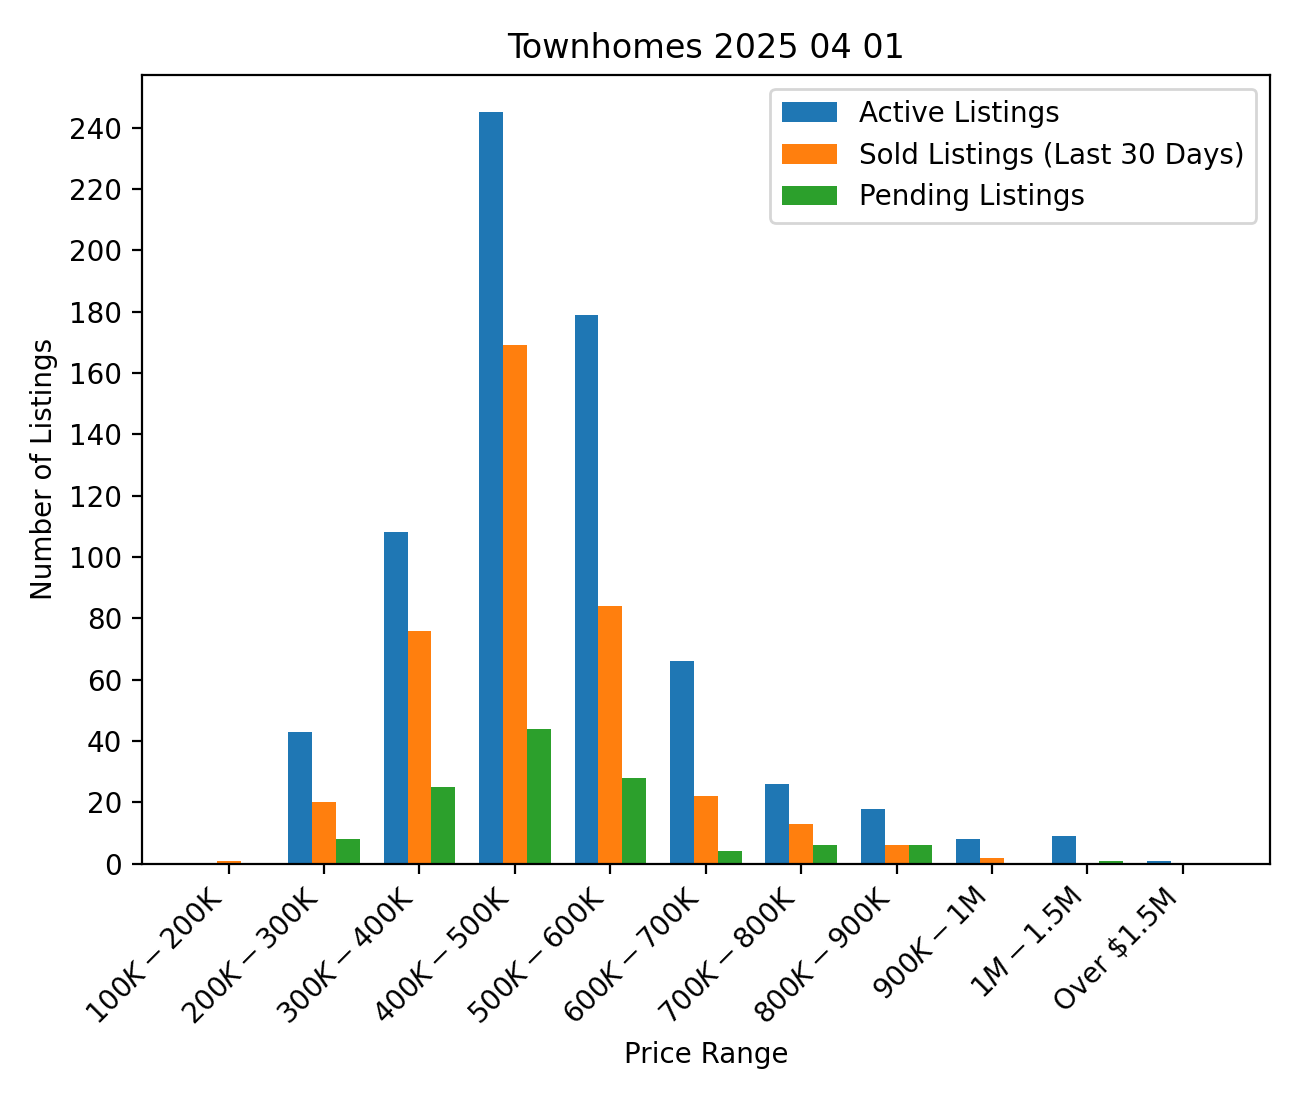 Townhomes 2025 04 01
Active Listings
Sold Listings (Last 30 Days)
Pending Listings
Number of Listings
240
220
200
180
160
140
120
100
80
60
40
20
0
100K − 200K
200K − 300K
300K − 400K
400K − 500K
500K − 600K
600K − 700K
700K − 800K
800K − 900K
900K − 1M
1M − 1.5M
Over $1.5M
Price Range